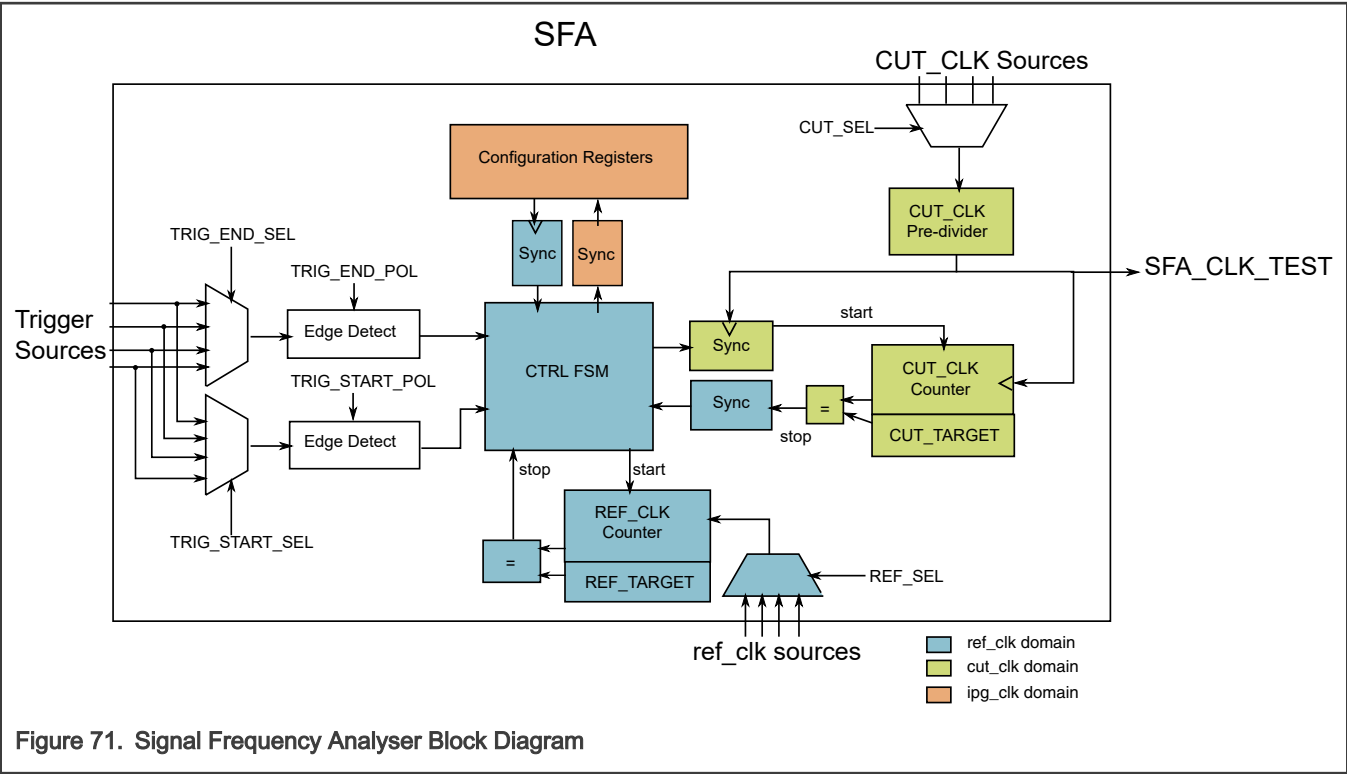 SFA
CUT_CLK Sources
CUT_SEL
Configuration Registers
CUT_CLK
Pre-divider
TRIG_END_SEL
Sync
Sync
TRIG_END_POL
SFA_CLK_TEST
Trigger
Sources
Edge Detect
start
Sync
CTRL FSM
CUT_CLK
Counter
TRIG_START_POL
Sync
=
stop
CUT_TARGET
Edge Detect
stop
start
REF_CLK
Counter
TRIG_START_SEL
=
REF_TARGET
REF_SEL
ref_clk sources
ref_clk domain
cut_clk domain
ipg_clk domain
Figure 71. Signal Frequency Analyser Block Diagram